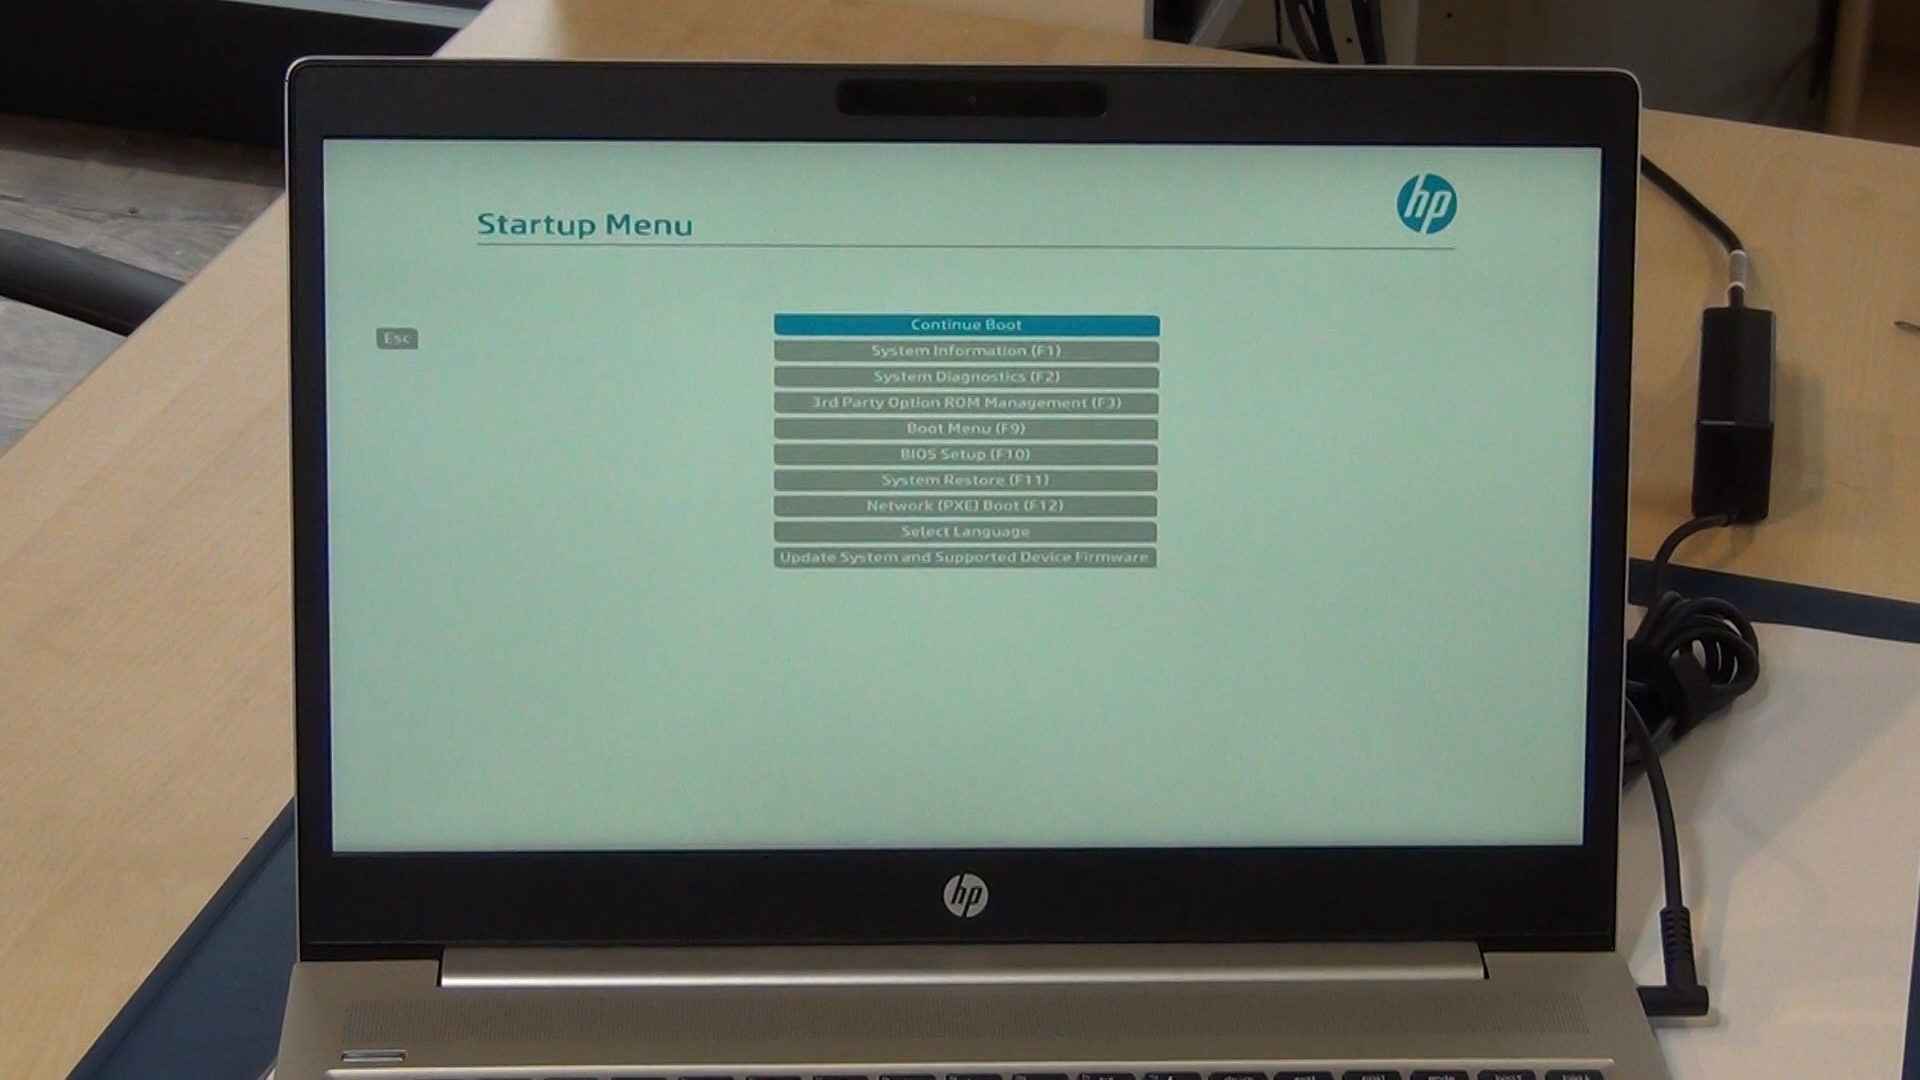 hp
Startup Menu
Esc
Continue Boot
System Information (F1)
System Diagnostics (F2)
3rd Party Option ROM Management (F3)
Boot Menu (F9)
BIOS Setup (F10)
System Restore (F11)
Network (PXE) Boot (F12)
Select Language
Update System and Supported Device Firmware
hp